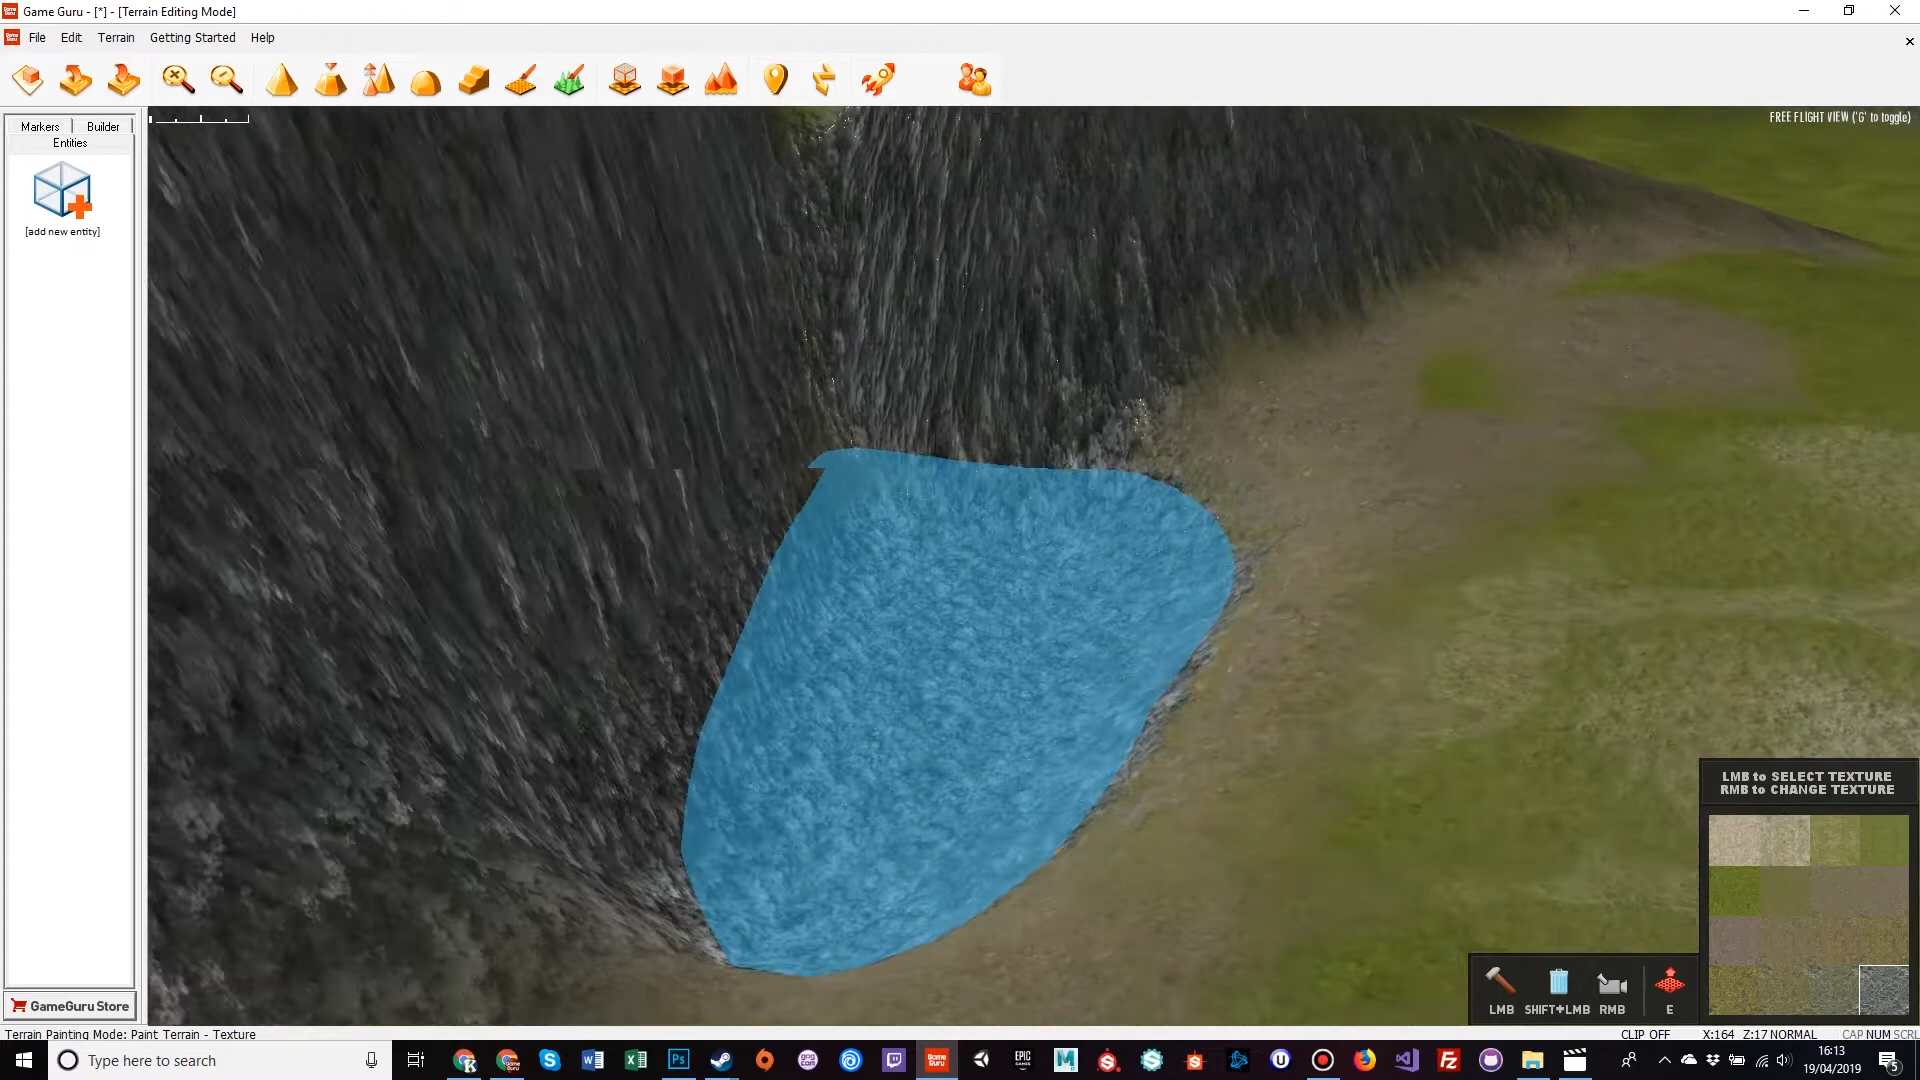 Game Guru - [*] - [Terrain Editing Mode]
File Edit Terrain Getting Started Help
FREE FLIGHT VIEW ('G' to toggle)
Markers Builder
Entities
[add new entity]
LMB to SELECT TEXTURE
RMB to CHANGE TEXTURE
GameGuru Store
LMB SHIFT+LMB RMB E
Terrain Painting Mode: Paint Terrain - Texture
CLIP OFF X:164 Z:17 NORMAL CAP NUM SCRL
Type here to search
16:13
19/04/2019
5